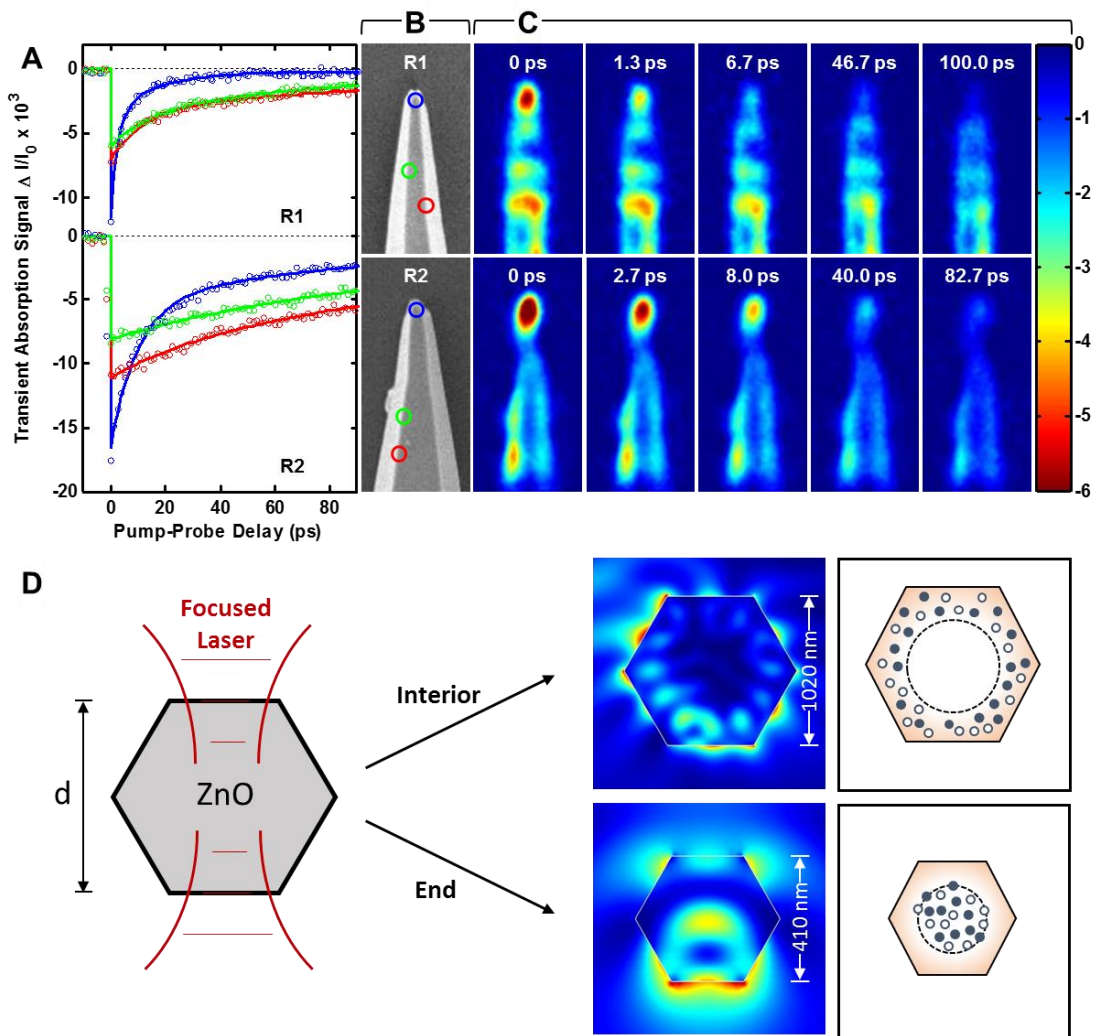 A
B
C
Transient Absorption Signal Δ I/I₀ x 10³
0
-5
-10
R1
0
-5
-10
-15
-20
R2
0
20
40
60
80
Pump-Probe Delay (ps)
R1
R2
0 ps
1.3 ps
6.7 ps
46.7 ps
100.0 ps
0 ps
2.7 ps
8.0 ps
40.0 ps
82.7 ps
0
-1
-2
-3
-4
-5
-6
D
Focused
Laser
d
ZnO
Interior
End
1020 nm
410 nm